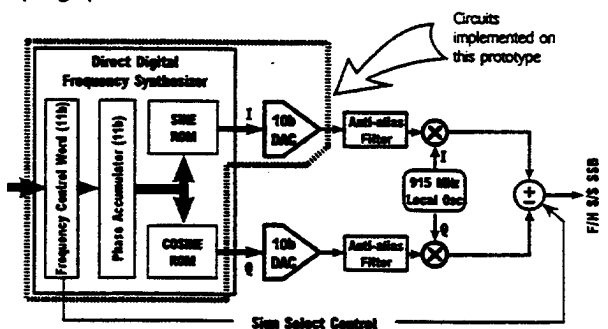 Circuits
implemented on
this prototype
Direct Digital
Frequency Synthesizer
Frequency Control Word (11b)
Phase Accumulator (11b)
SINE
ROM
I
10b
DAC
Anti-alias
Filter
I
915 MHz
Local Osc
Q
COSINE
ROM
Q
10b
DAC
Anti-alias
Filter
+
−
F/H S/S SSB
Sign Select Control